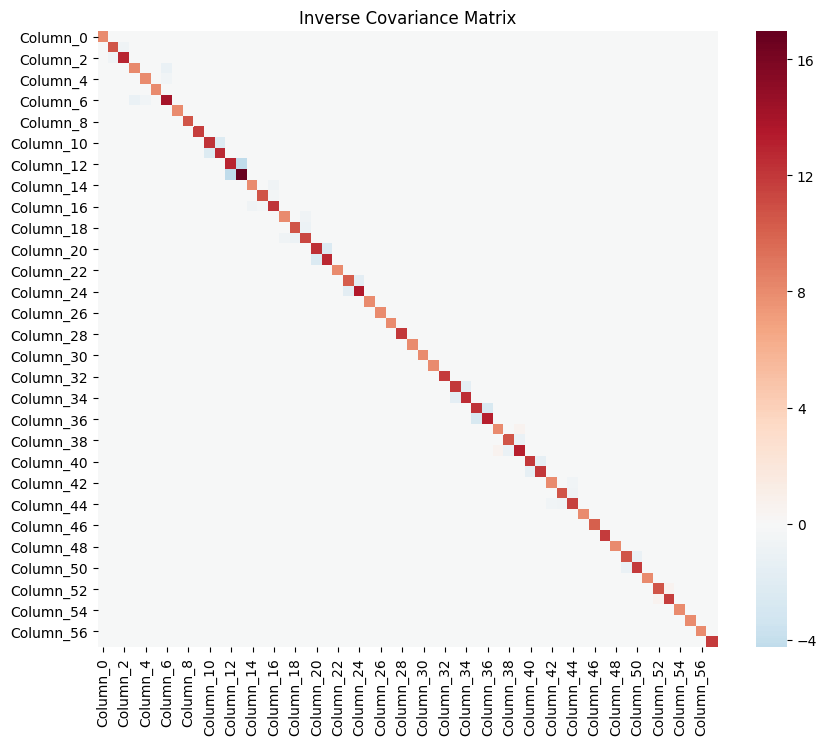 Inverse Covariance Matrix
Column_0
Column_2
Column_4
Column_6
Column_8
Column_10
Column_12
Column_14
Column_16
Column_18
Column_20
Column_22
Column_24
Column_26
Column_28
Column_30
Column_32
Column_34
Column_36
Column_38
Column_40
Column_42
Column_44
Column_46
Column_48
Column_50
Column_52
Column_54
Column_56
Column_0
Column_2
Column_4
Column_6
Column_8
Column_10
Column_12
Column_14
Column_16
Column_18
Column_20
Column_22
Column_24
Column_26
Column_28
Column_30
Column_32
Column_34
Column_36
Column_38
Column_40
Column_42
Column_44
Column_46
Column_48
Column_50
Column_52
Column_54
Column_56
16
12
8
4
0
−4